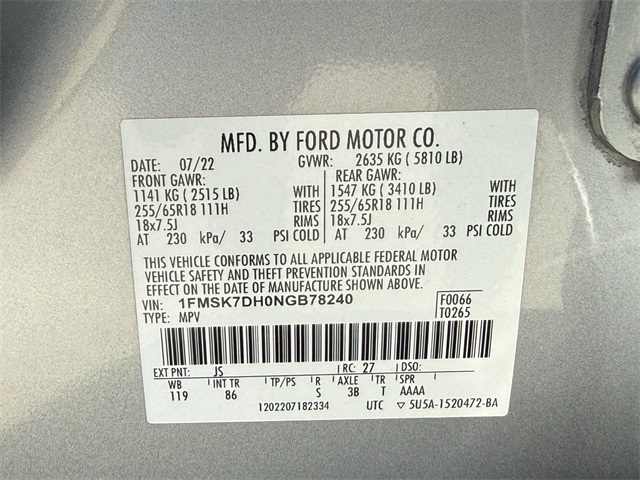 MFD. BY FORD MOTOR CO.
DATE: 07/22 GVWR: 2635 KG ( 5810 LB)
FRONT GAWR: REAR GAWR:
1141 KG ( 2515 LB) WITH 1547 KG ( 3410 LB) WITH
255/65R18 111H TIRES 255/65R18 111H TIRES
18x7.5J RIMS 18x7.5J RIMS
AT 230 kPa/ 33 PSI COLD AT 230 kPa/ 33 PSI COLD
THIS VEHICLE CONFORMS TO ALL APPLICABLE FEDERAL MOTOR
VEHICLE SAFETY AND THEFT PREVENTION STANDARDS IN
EFFECT ON THE DATE OF MANUFACTURE SHOWN ABOVE.
VIN: 1FMSK7DH0NGB78240 F0066
TYPE: MPV T0265
EXT PNT: JS RC: 27 DSO:
WB INT TR TP/PS R AXLE TR SPR
119 86 S 3B T AAAA
1202207182334 UTC ▽ 5U5A-1520472-BA